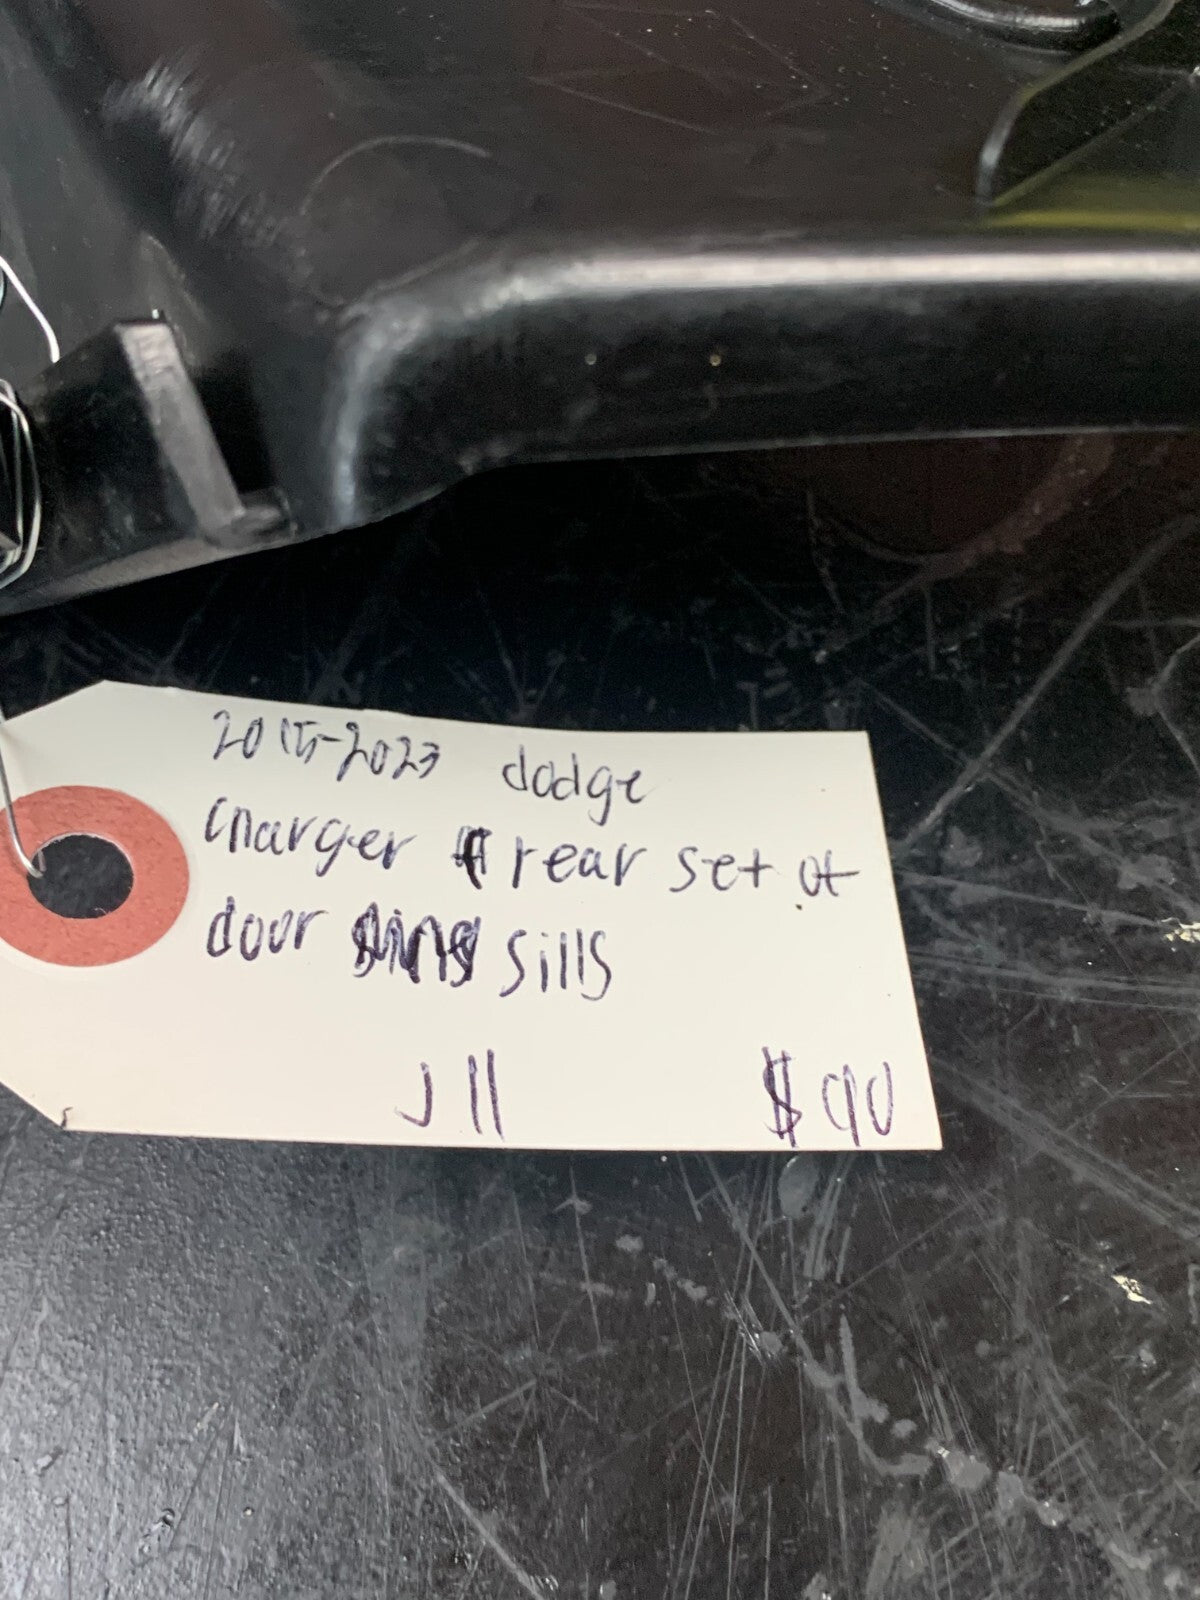 2015-2023 dodge
charger rear set of
door sills
J11 $90